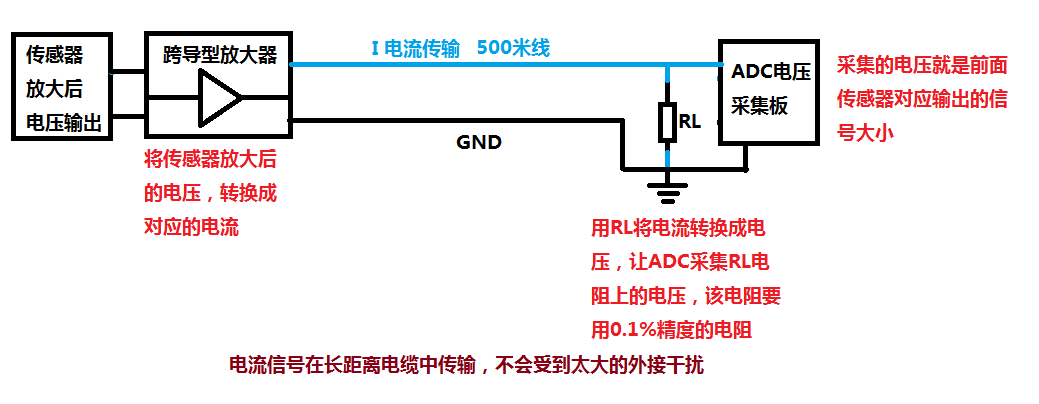 传感器
放大后
电压输出
跨导型放大器
I 电流传输 500米线
ADC电压
采集板
采集的电压就是前面
传感器对应输出的信
号大小
RL
GND
将传感器放大后
的电压，转换成
对应的电流
用RL将电流转换成电
压，让ADC采集RL电
阻上的电压，该电阻要
用0.1%精度的电阻
电流信号在长距离电缆中传输，不会受到太大的外接干扰